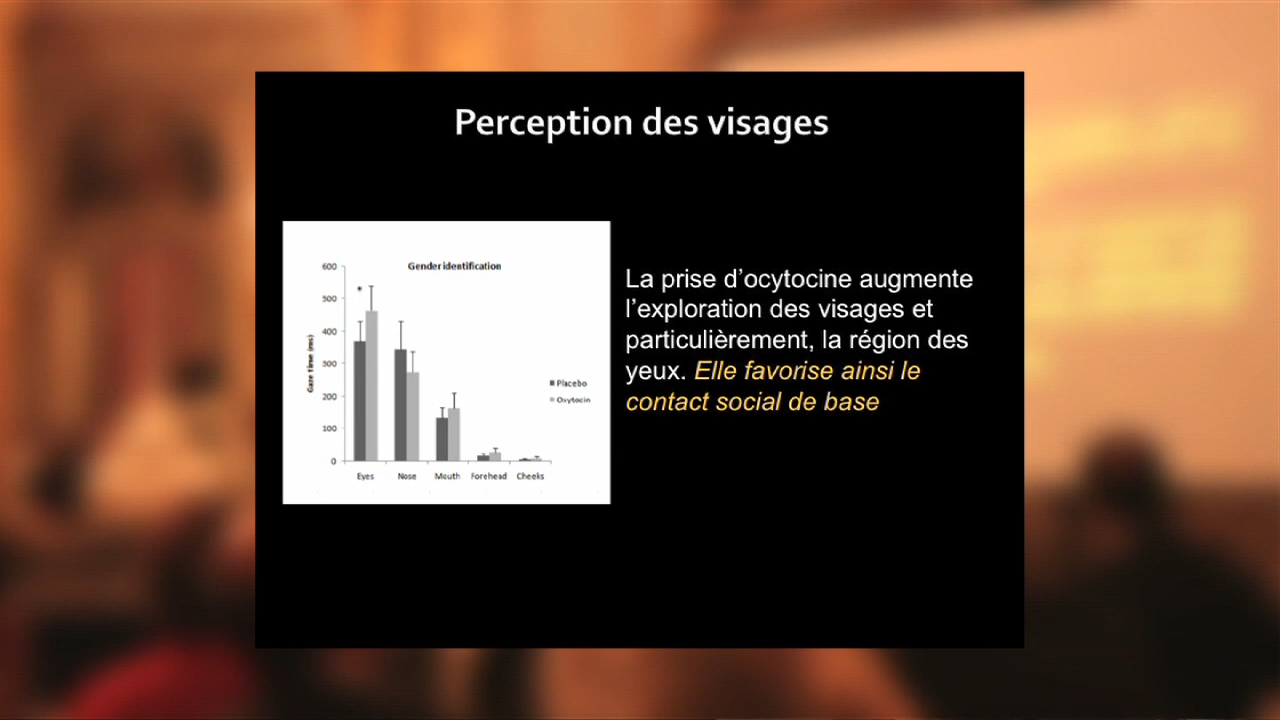 Perception des visages
Gender identification
600
500
400
300
200
100
0
Gaze time (ms)
*
Placebo
Oxytocin
Eyes
Nose
Mouth
Forehead
Cheeks
La prise d’ocytocine augmente
l’exploration des visages et
particulièrement, la région des
yeux. Elle favorise ainsi le
contact social de base